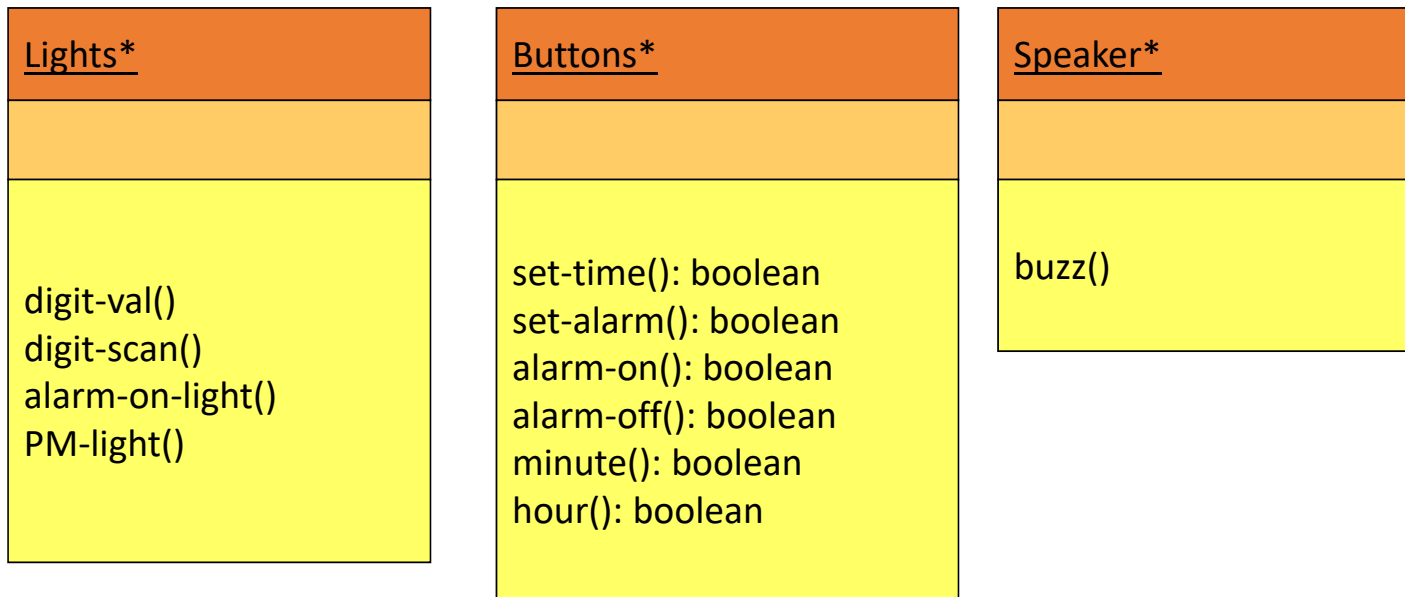 Lights*
digit-val()
digit-scan()
alarm-on-light()
PM-light()
Buttons*
set-time(): boolean
set-alarm(): boolean
alarm-on(): boolean
alarm-off(): boolean
minute(): boolean
hour(): boolean
Speaker*
buzz()